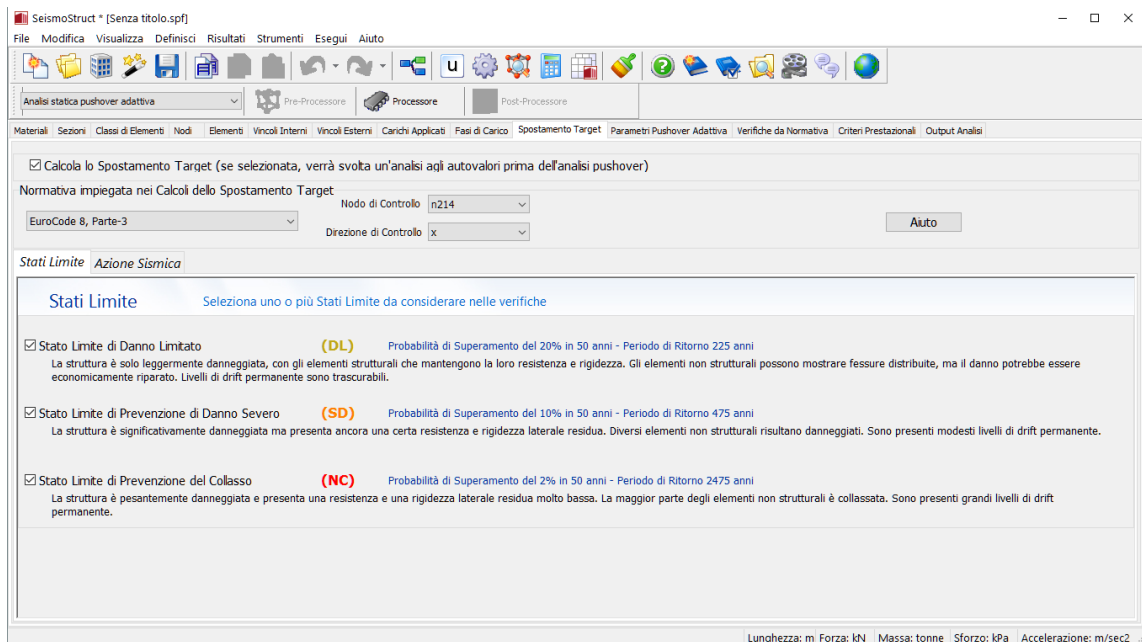 SeismoStruct * [Senza titolo.spf]
File Modifica Visualizza Definisci Risultati Strumenti Esegui Aiuto
u
Analisi statica pushover adattiva Pre-Processore Processore Post-Processore
Materiali Sezioni Classi di Elementi Nodi Elementi Vincoli Interni Vincoli Esterni Carichi Applicati Fasi di Carico Spostamento Target Parametri Pushover Adattiva Verifiche da Normativa Criteri Prestazionali Output Analisi
Calcola lo Spostamento Target (se selezionata, verrà svolta un'analisi agli autovalori prima dell'analisi pushover)
Normativa impiegata nei Calcoli dello Spostamento Target
Nodo di Controllo n214
EuroCode 8, Parte-3
Aiuto
Direzione di Controllo x
Stati Limite Azione Sismica
Stati Limite Seleziona uno o più Stati Limite da considerare nelle verifiche
Stato Limite di Danno Limitato (DL) Probabilità di Superamento del 20% in 50 anni - Periodo di Ritorno 225 anni
La struttura è solo leggermente danneggiata, con gli elementi strutturali che mantengono la loro resistenza e rigidezza. Gli elementi non strutturali possono mostrare fessure distribuite, ma il danno potrebbe essere
economicamente riparato. Livelli di drift permanente sono trascurabili.
Stato Limite di Prevenzione di Danno Severo (SD) Probabilità di Superamento del 10% in 50 anni - Periodo di Ritorno 475 anni
La struttura è significativamente danneggiata ma presenta ancora una certa resistenza e rigidezza laterale residua. Diversi elementi non strutturali risultano danneggiati. Sono presenti modesti livelli di drift permanente.
Stato Limite di Prevenzione del Collasso (NC) Probabilità di Superamento del 2% in 50 anni - Periodo di Ritorno 2475 anni
La struttura è pesantemente danneggiata e presenta una resistenza e una rigidezza laterale residua molto bassa. La maggior parte degli elementi non strutturali è collassata. Sono presenti grandi livelli di drift
permanente.
Lunghezza: m Forza: kN Massa: tonne Sforzo: kPa Accelerazione: m/sec2